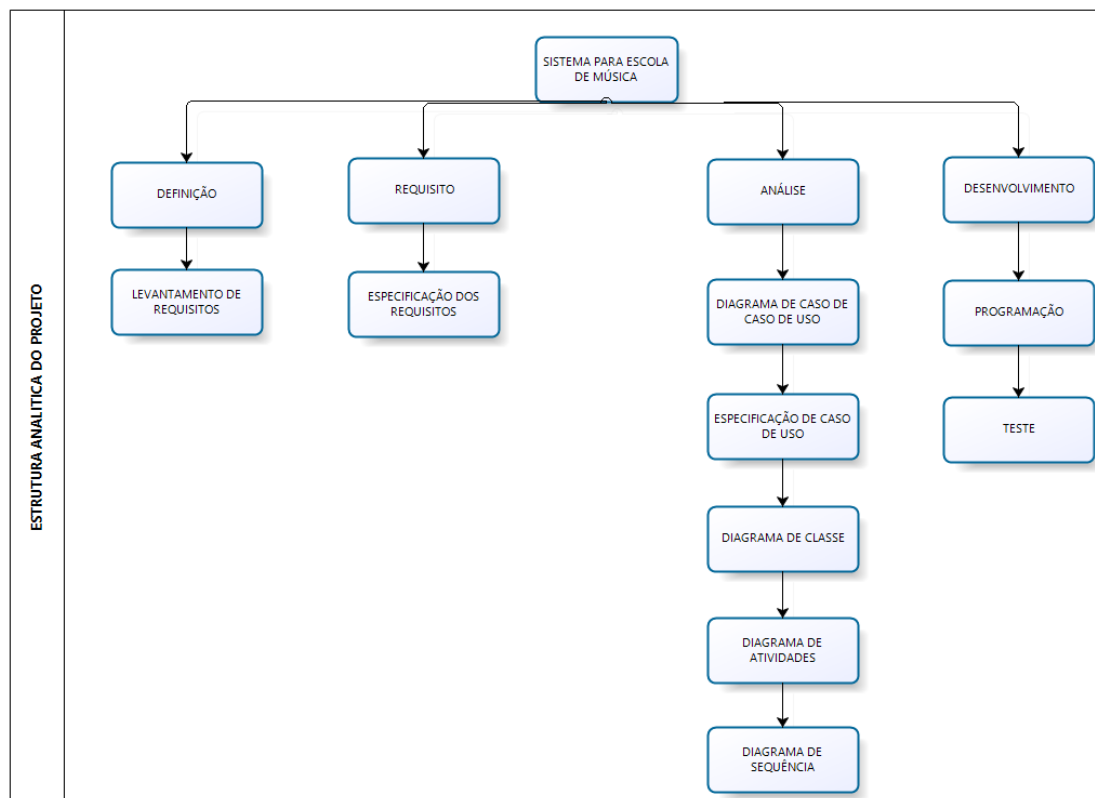 ESTRUTURA ANALITICA DO PROJETO
SISTEMA PARA ESCOLA
DE MÚSICA
DEFINIÇÃO
LEVANTAMENTO DE
REQUISITOS
REQUISITO
ESPECIFICAÇÃO DOS
REQUISITOS
ANÁLISE
DIAGRAMA DE CASO DE
CASO DE USO
ESPECIFICAÇÃO DE CASO
DE USO
DIAGRAMA DE CLASSE
DIAGRAMA DE
ATIVIDADES
DIAGRAMA DE
SEQUÊNCIA
DESENVOLVIMENTO
PROGRAMAÇÃO
TESTE